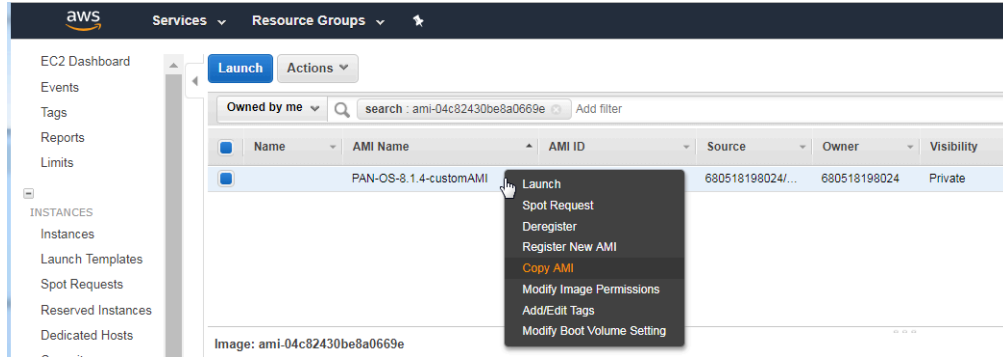 aws Services Resource Groups
EC2 Dashboard
Events
Tags
Reports
Limits
INSTANCES
Instances
Launch Templates
Spot Requests
Reserved Instances
Dedicated Hosts
Launch Actions
Owned by me search : ami-04c82430be8a0669e Add filter
Name AMI Name AMI ID Source Owner Visibility
PAN-OS-8.1.4-customAMI 680518198024/... 680518198024 Private
Launch
Spot Request
Deregister
Register New AMI
Copy AMI
Modify Image Permissions
Add/Edit Tags
Modify Boot Volume Setting
Image: ami-04c82430be8a0669e